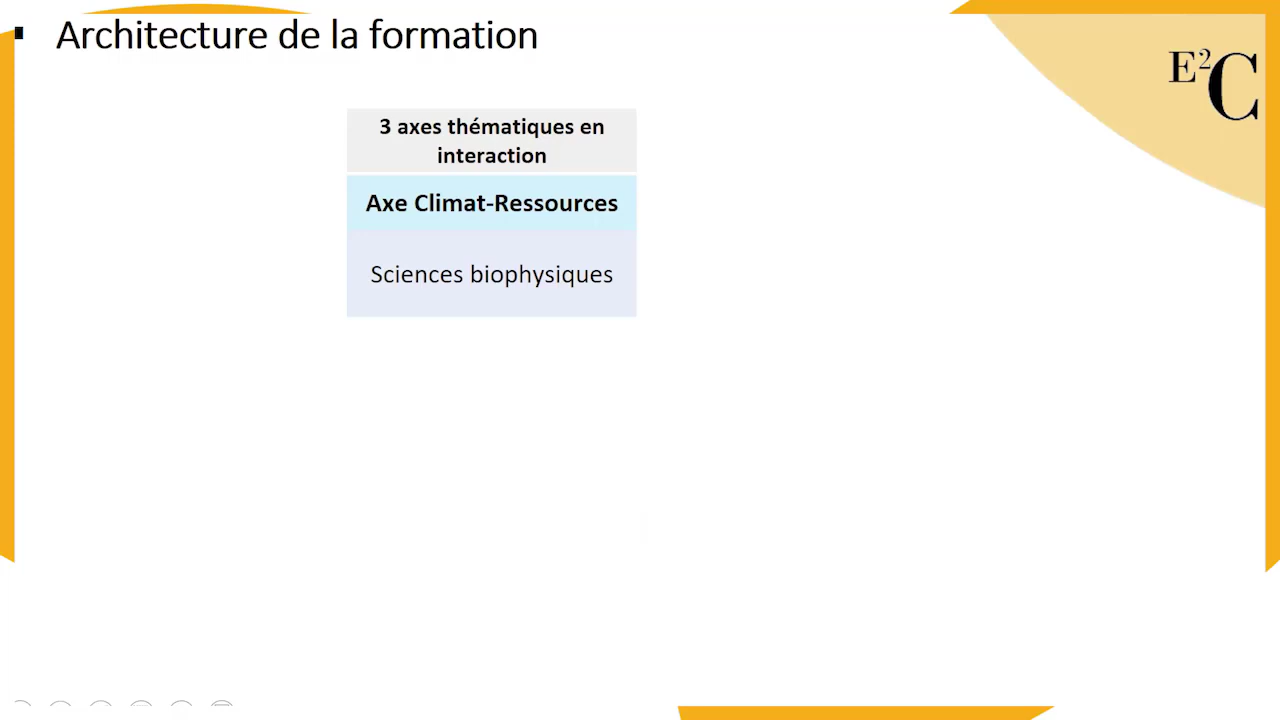 ▪ Architecture de la formation
E²C
3 axes thématiques en
interaction
Axe Climat-Ressources
Sciences biophysiques